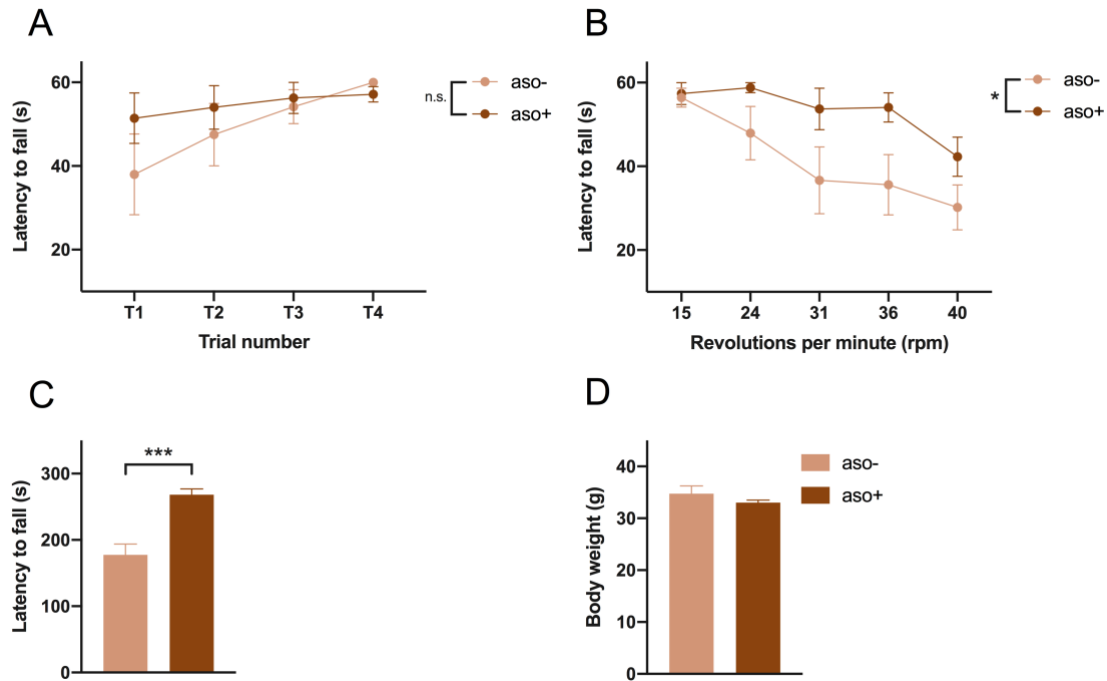 A
Latency to fall (s)
60
40
20
T1 T2 T3 T4
Trial number
n.s.
aso-
aso+
B
Latency to fall (s)
60
40
20
15 24 31 36 40
Revolutions per minute (rpm)
*
aso-
aso+
C
Latency to fall (s)
300
200
100
0
***
D
Body weight (g)
40
30
20
10
0
aso-
aso+